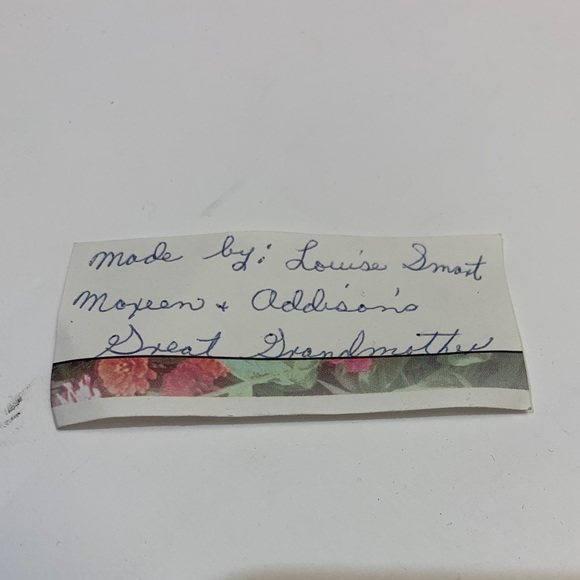 Made by: Louise Smart
Maxeen + Addison's
Great Grandmother